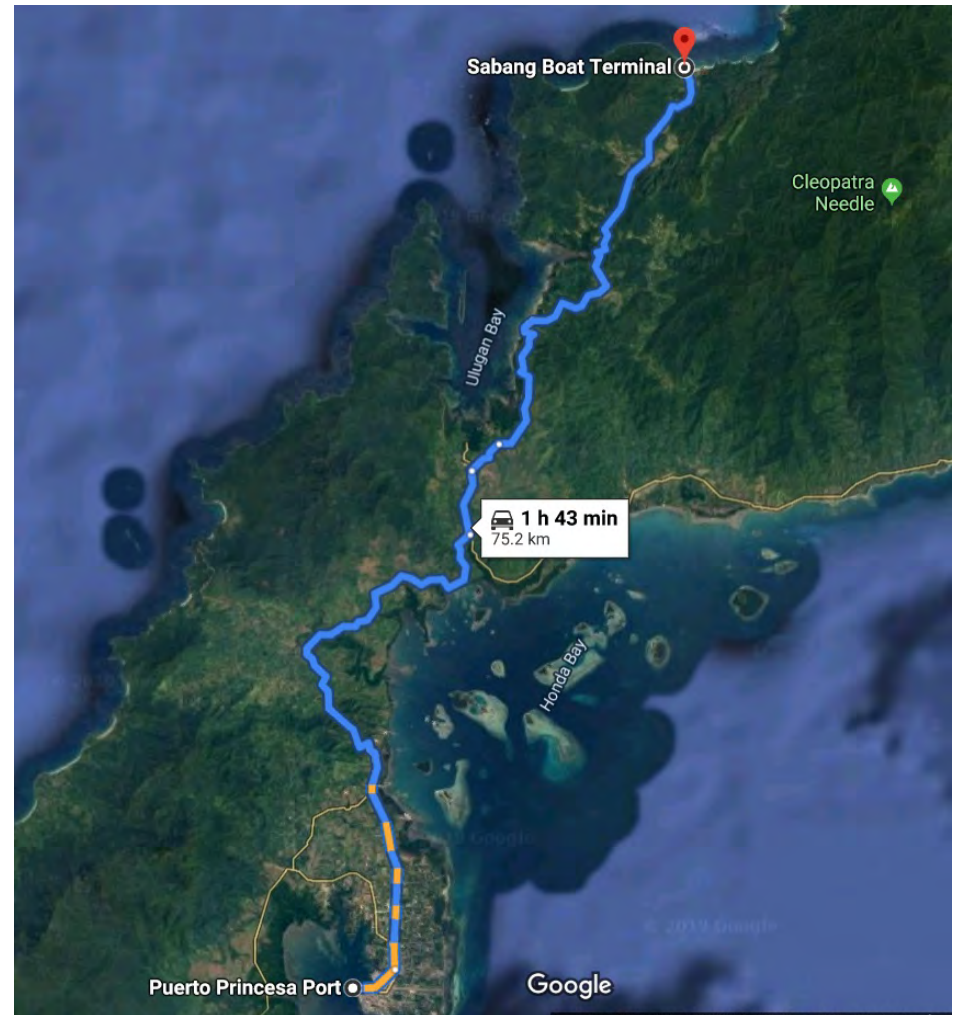 Sabang Boat Terminal
Cleopatra
Needle
Ulugan Bay
1 h 43 min
75.2 km
Honda Bay
© 2019 Google
Puerto Princesa Port
Google